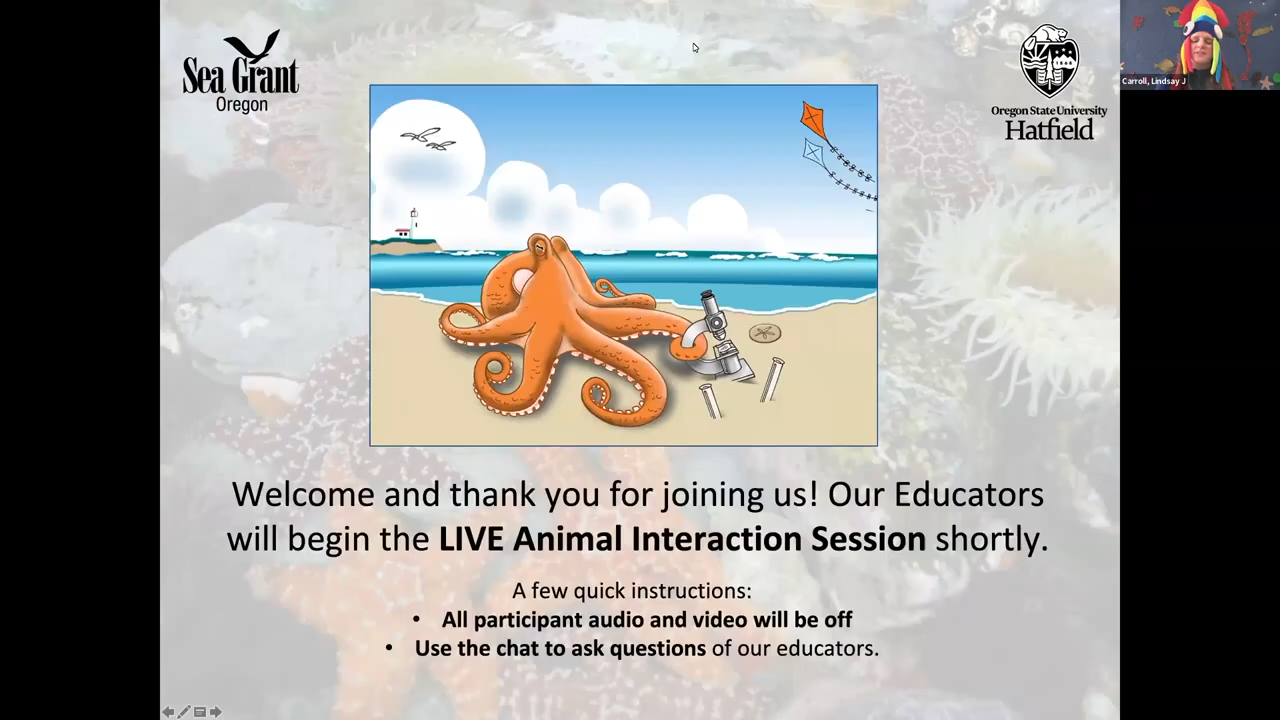 Sea Grant
Oregon
Oregon State University
Hatfield
Carroll, Lindsay J
Welcome and thank you for joining us! Our Educators
will begin the LIVE Animal Interaction Session shortly.
A few quick instructions:
• All participant audio and video will be off
• Use the chat to ask questions of our educators.